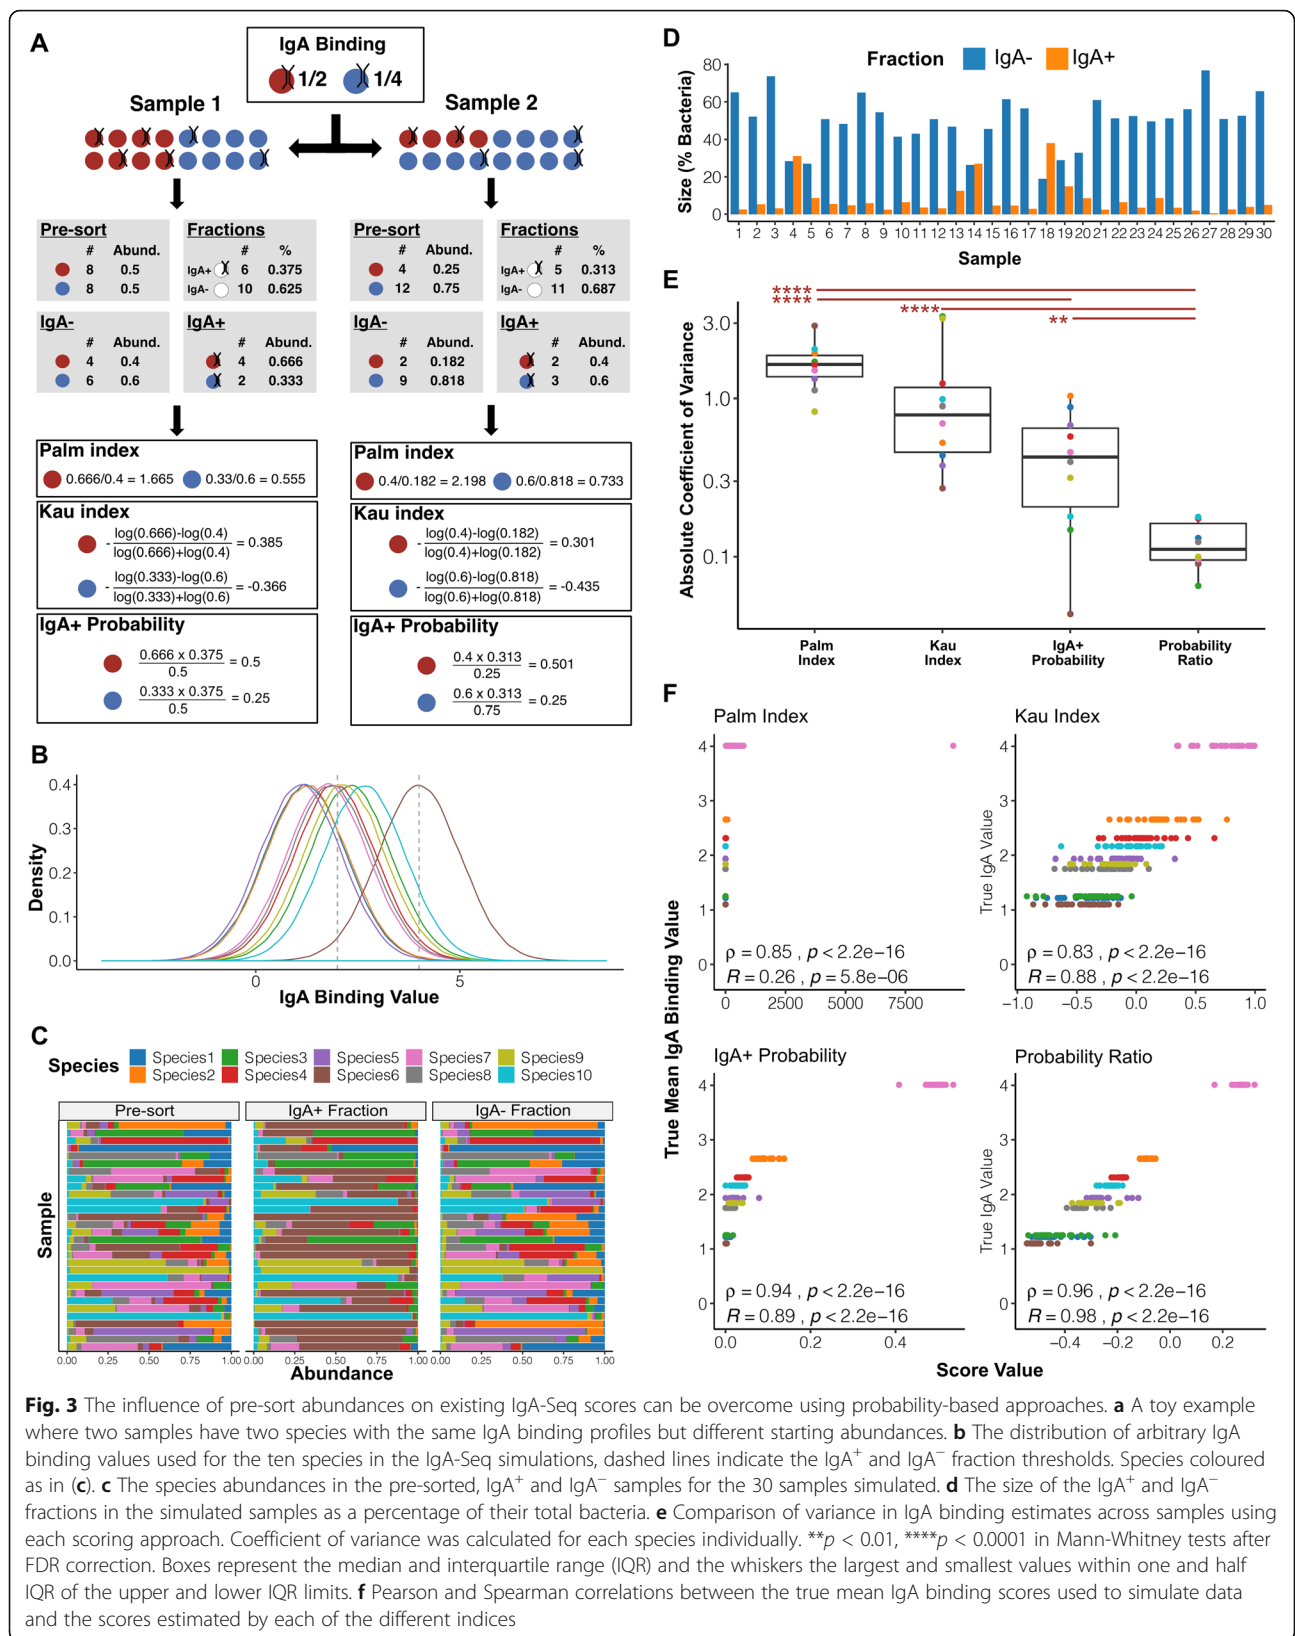 A
IgA Binding
1/2 1/4
Sample 1
Sample 2
Pre-sort
# Abund.
8 0.5
8 0.5
Fractions
# %
IgA+ 6 0.375
IgA- 10 0.625
IgA-
# Abund.
4 0.4
6 0.6
IgA+
# Abund.
4 0.666
2 0.333
Pre-sort
# Abund.
4 0.25
12 0.75
Fractions
# %
IgA+ 5 0.313
IgA- 11 0.687
IgA-
# Abund.
2 0.182
9 0.818
IgA+
# Abund.
2 0.4
3 0.6
Palm index
0.666/0.4 = 1.665 0.33/0.6 = 0.555
Kau index
- log(0.666)-log(0.4)
log(0.666)+log(0.4) = 0.385
- log(0.333)-log(0.6)
log(0.333)+log(0.6) = -0.366
IgA+ Probability
0.666 x 0.375
0.5 = 0.5
0.333 x 0.375
0.5 = 0.25
Palm index
0.4/0.182 = 2.198 0.6/0.818 = 0.733
Kau index
- log(0.4)-log(0.182)
log(0.4)+log(0.182) = 0.301
- log(0.6)-log(0.818)
log(0.6)+log(0.818) = -0.435
IgA+ Probability
0.4 x 0.313
0.25 = 0.501
0.6 x 0.313
0.75 = 0.25
B
Density
0.4
0.3
0.2
0.1
0.0
0 5
IgA Binding Value
C
Species
Species1 Species3 Species5 Species7 Species9
Species2 Species4 Species6 Species8 Species10
Pre-sort IgA+ Fraction IgA- Fraction
Sample
0.00 0.25 0.50 0.75 1.00 0.00 0.25 0.50 0.75 1.00 0.00 0.25 0.50 0.75 1.00
Abundance
D
Fraction IgA- IgA+
Size (% Bacteria)
80
60
40
20
0
1 2 3 4 5 6 7 8 9 10 11 12 13 14 15 16 17 18 19 20 21 22 23 24 25 26 27 28 29 30
Sample
E
****
****
****
**
Absolute Coefficient of Variance
3.0
1.0
0.3
0.1
Palm
Index
Kau
Index
IgA+
Probability
Probability
Ratio
F
True Mean IgA Binding Value
Palm Index
4
3
2
1
0
ρ = 0.85 , p < 2.2e−16
R = 0.26 , p = 5.8e−06
0 2500 5000 7500
Kau Index
True IgA Value
4
3
2
1
0
ρ = 0.83 , p < 2.2e−16
R = 0.88 , p < 2.2e−16
−1.0 −0.5 0.0 0.5 1.0
IgA+ Probability
4
3
2
1
0
ρ = 0.94 , p < 2.2e−16
R = 0.89 , p < 2.2e−16
0.0 0.2 0.4
Probability Ratio
True IgA Value
4
3
2
1
0
ρ = 0.96 , p < 2.2e−16
R = 0.98 , p < 2.2e−16
−0.4 −0.2 0.0 0.2
Score Value
Fig. 3 The influence of pre-sort abundances on existing IgA-Seq scores can be overcome using probability-based approaches. a A toy example
where two samples have two species with the same IgA binding profiles but different starting abundances. b The distribution of arbitrary IgA
binding values used for the ten species in the IgA-Seq simulations, dashed lines indicate the IgA⁺ and IgA⁻ fraction thresholds. Species coloured
as in (c). c The species abundances in the pre-sorted, IgA⁺ and IgA⁻ samples for the 30 samples simulated. d The size of the IgA⁺ and IgA⁻
fractions in the simulated samples as a percentage of their total bacteria. e Comparison of variance in IgA binding estimates across samples using
each scoring approach. Coefficient of variance was calculated for each species individually. **p < 0.01, ****p < 0.0001 in Mann-Whitney tests after
FDR correction. Boxes represent the median and interquartile range (IQR) and the whiskers the largest and smallest values within one and half
IQR of the upper and lower IQR limits. f Pearson and Spearman correlations between the true mean IgA binding scores used to simulate data
and the scores estimated by each of the different indices